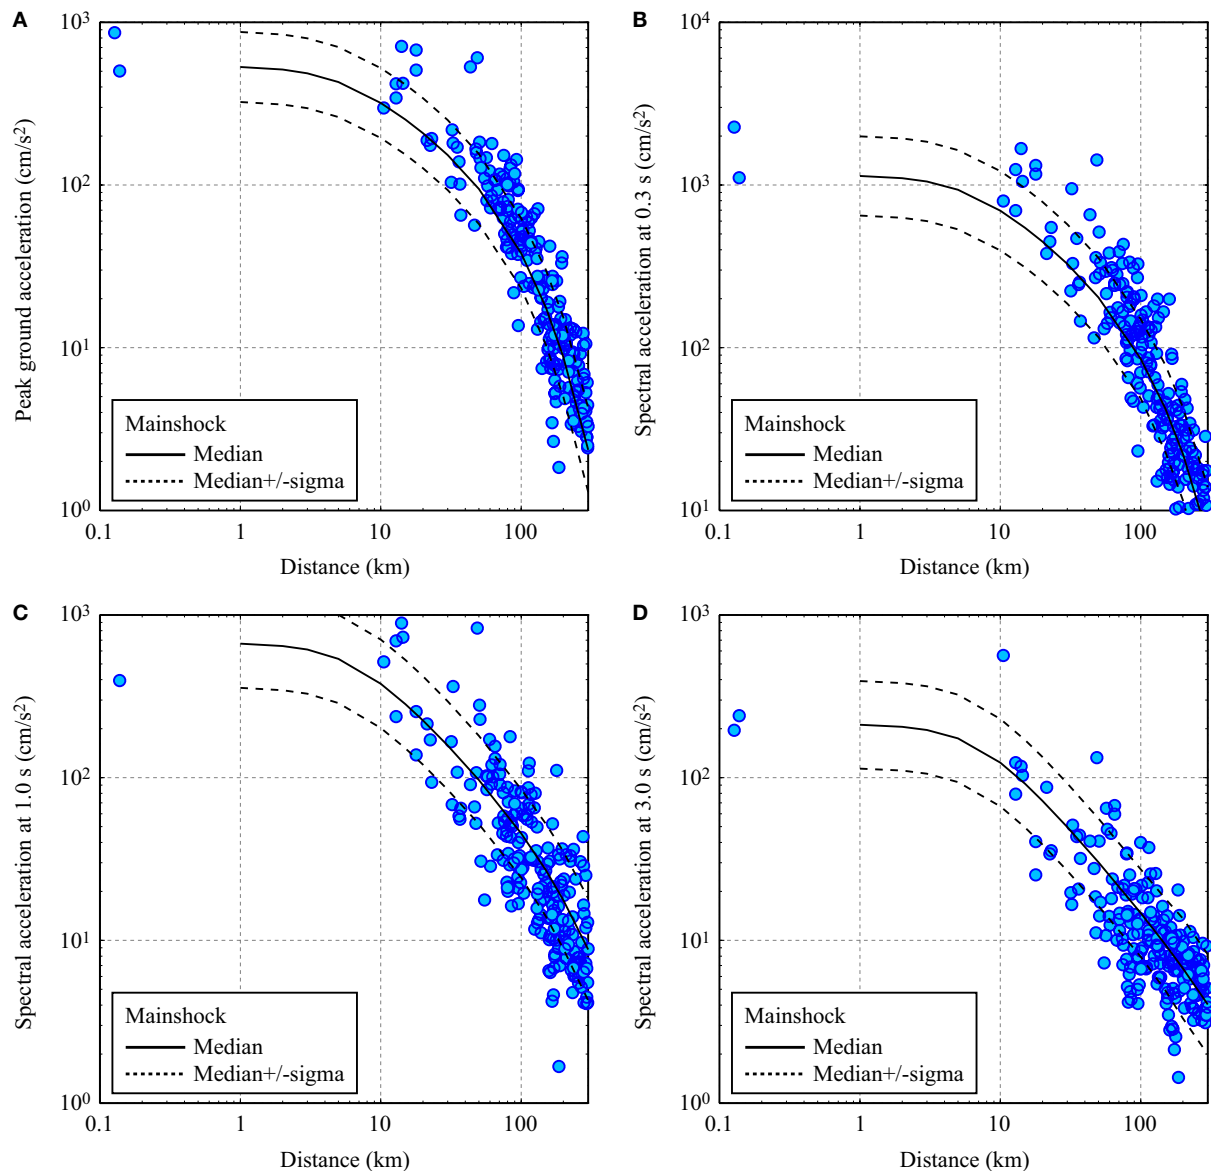 A
Peak ground acceleration (cm/s²)
10³
10²
10¹
10⁰
Mainshock
Median
Median+/-sigma
0.1 1 10 100
Distance (km)
B
Spectral acceleration at 0.3 s (cm/s²)
10⁴
10³
10²
10¹
Mainshock
Median
Median+/-sigma
0.1 1 10 100
Distance (km)
C
Spectral acceleration at 1.0 s (cm/s²)
10³
10²
10¹
10⁰
Mainshock
Median
Median+/-sigma
0.1 1 10 100
Distance (km)
D
Spectral acceleration at 3.0 s (cm/s²)
10³
10²
10¹
10⁰
Mainshock
Median
Median+/-sigma
0.1 1 10 100
Distance (km)